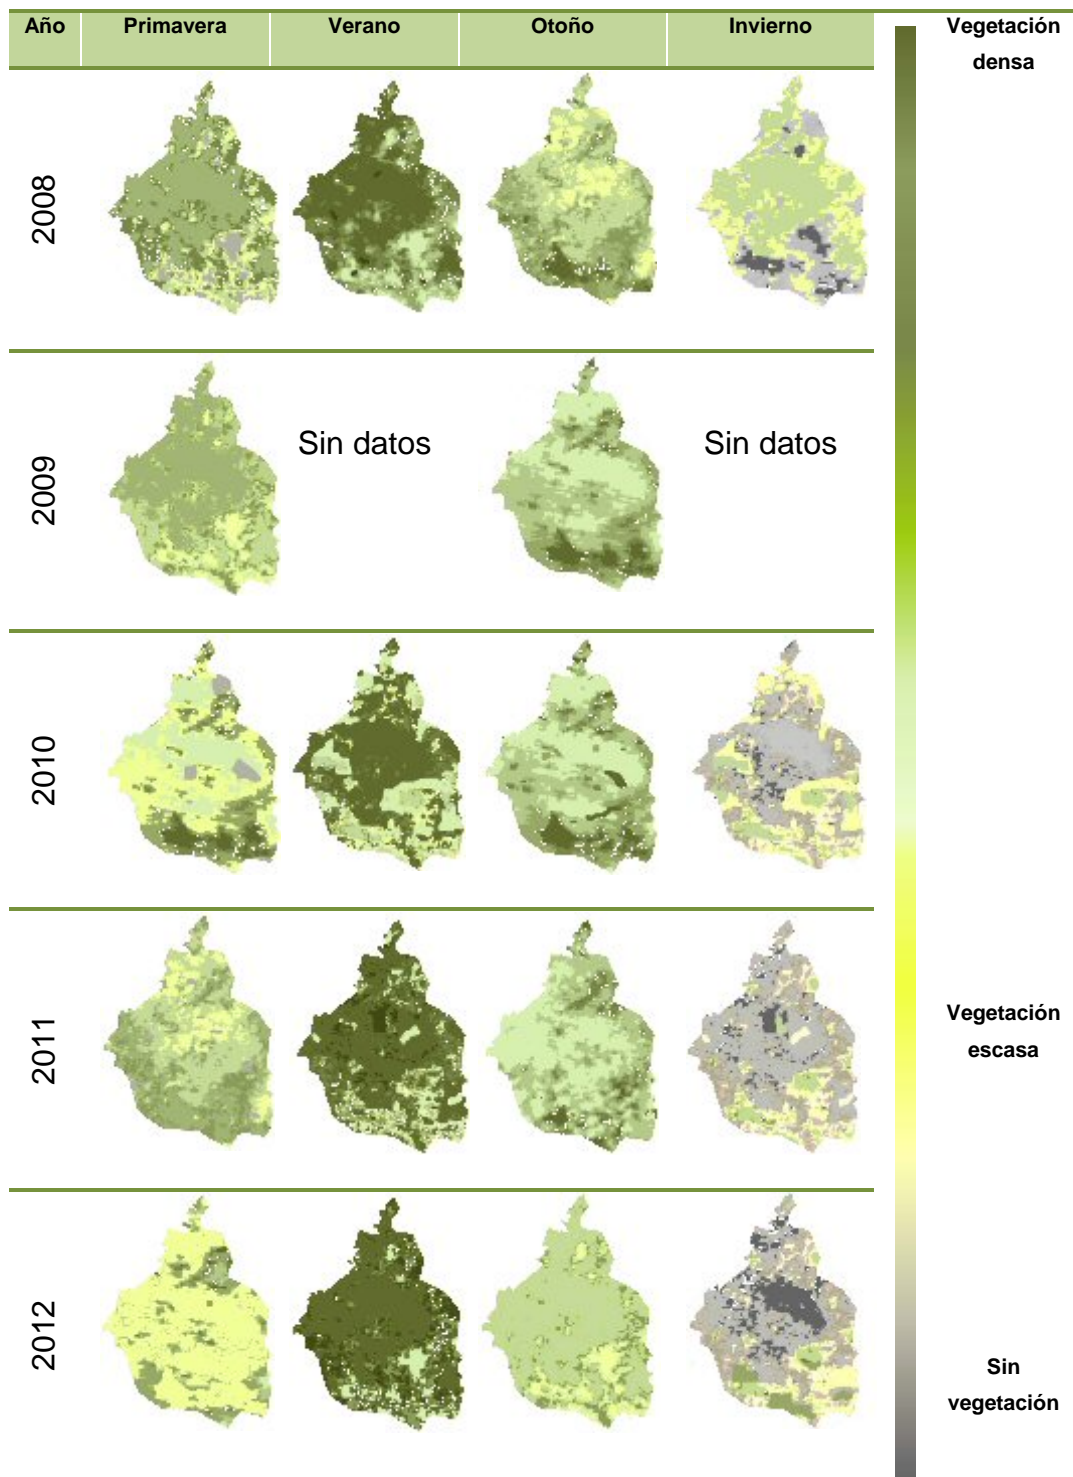 Año Primavera Verano Otoño Invierno
Vegetación
densa
2008
2009
Sin datos
Sin datos
2010
2011
Vegetación
escasa
2012
Sin
vegetación